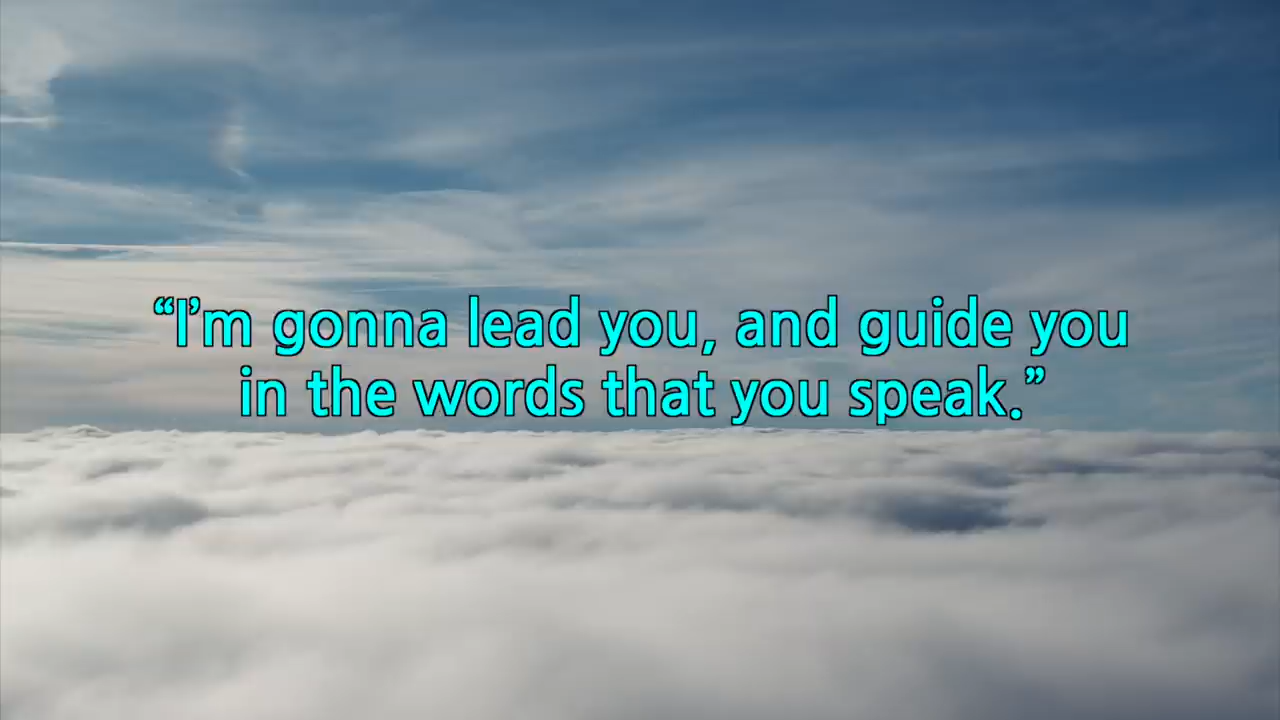 “I’m gonna lead you, and guide you
in the words that you speak.”